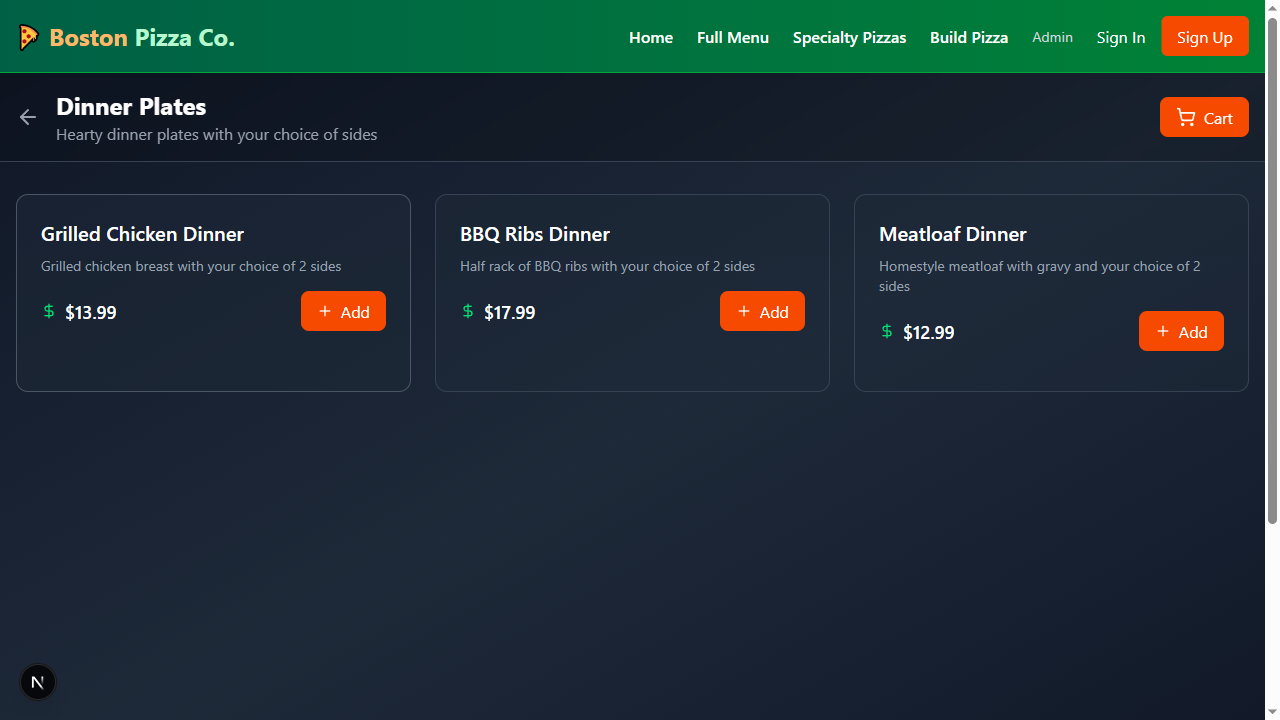 Boston Pizza Co.
Home
Full Menu
Specialty Pizzas
Build Pizza
Admin
Sign In
Sign Up
Dinner Plates
Hearty dinner plates with your choice of sides
Cart
Grilled Chicken Dinner
Grilled chicken breast with your choice of 2 sides
$ $13.99
+ Add
BBQ Ribs Dinner
Half rack of BBQ ribs with your choice of 2 sides
$ $17.99
+ Add
Meatloaf Dinner
Homestyle meatloaf with gravy and your choice of 2
sides
$ $12.99
+ Add
N